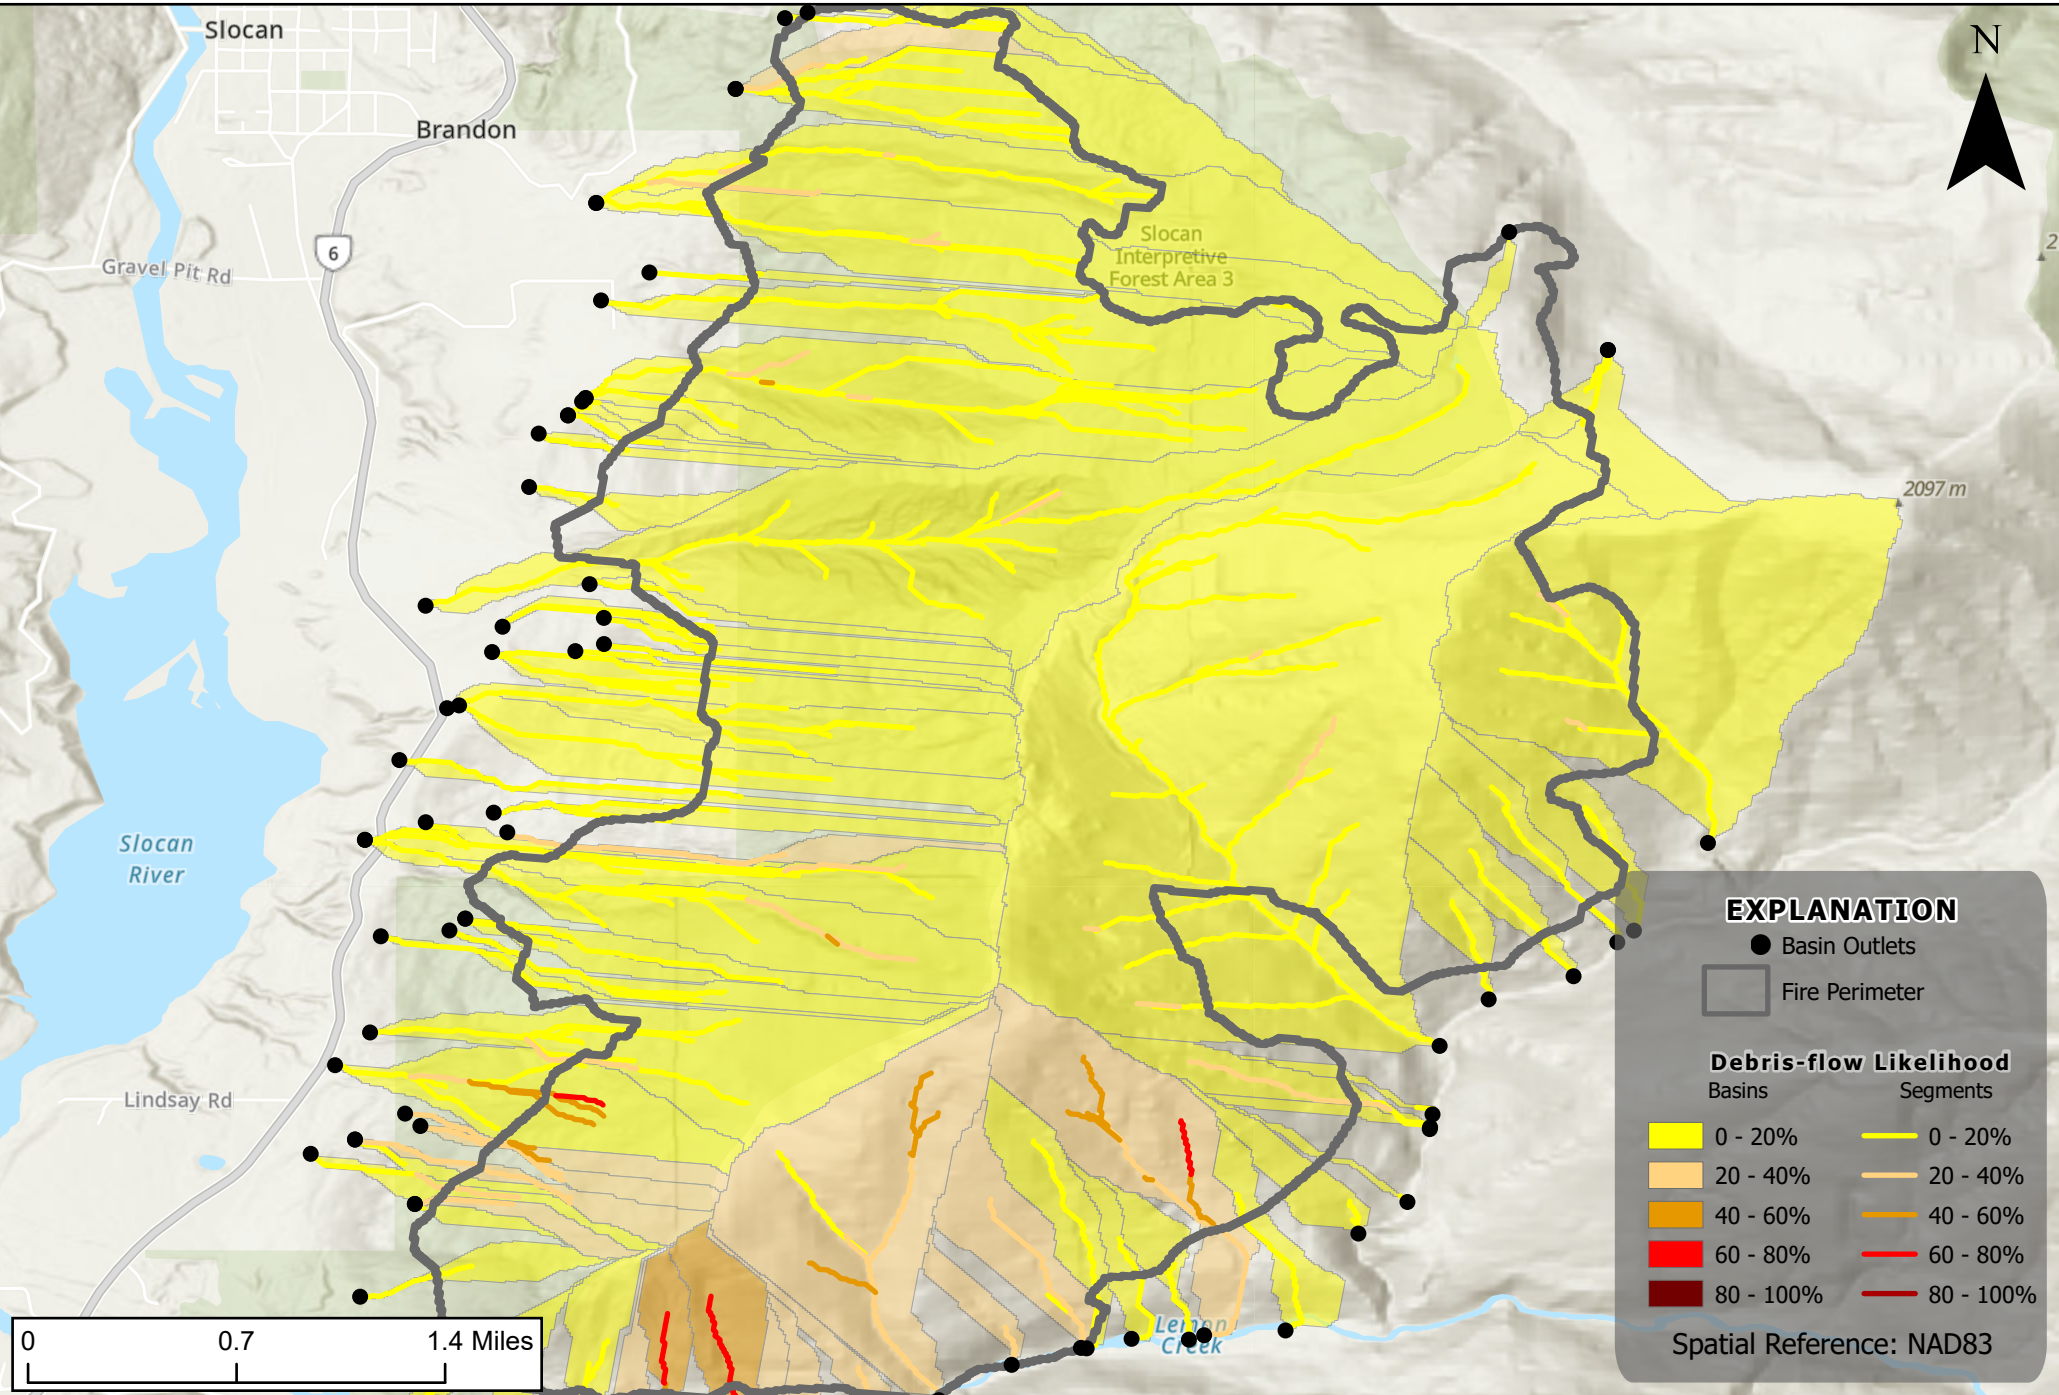 Slocan
Brandon
6
Gravel Pit Rd
Slocan
Interpretive
Forest Area 3
N
2
2097 m
Slocan
River
Lindsay Rd
Lemon
Creek
0 0.7 1.4 Miles
EXPLANATION
Basin Outlets
Fire Perimeter
Debris-flow Likelihood
Basins Segments
0 - 20% 0 - 20%
20 - 40% 20 - 40%
40 - 60% 40 - 60%
60 - 80% 60 - 80%
80 - 100% 80 - 100%
Spatial Reference: NAD83